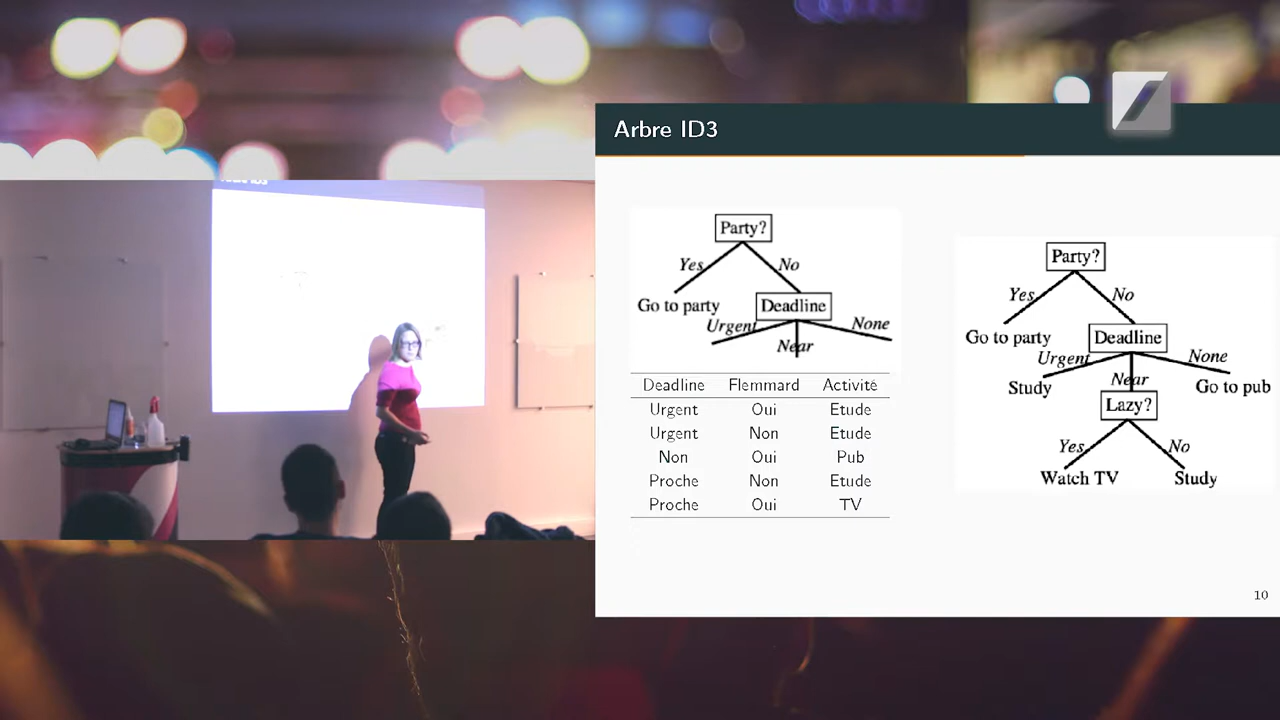 Arbre ID3
Party?
Yes
No
Go to party
Deadline
Urgent
Near
None
Deadline Flemmard Activité
Urgent Oui Etude
Urgent Non Etude
Non Oui Pub
Proche Non Etude
Proche Oui TV
Party?
Yes
No
Go to party
Deadline
Urgent
Near
None
Study
Go to pub
Lazy?
Yes
No
Watch TV
Study
10